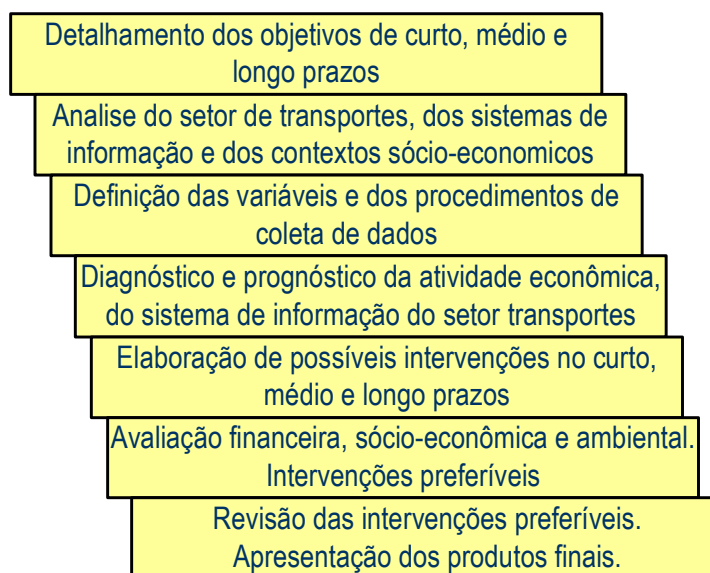 Detalhamento dos objetivos de curto, médio e
longo prazos
Analise do setor de transportes, dos sistemas de
informação e dos contextos sócio-economicos
Definição das variáveis e dos procedimentos de
coleta de dados
Diagnóstico e prognóstico da atividade econômica,
do sistema de informação do setor transportes
Elaboração de possíveis intervenções no curto,
médio e longo prazos
Avaliação financeira, sócio-econômica e ambiental.
Intervenções preferíveis
Revisão das intervenções preferíveis.
Apresentação dos produtos finais.